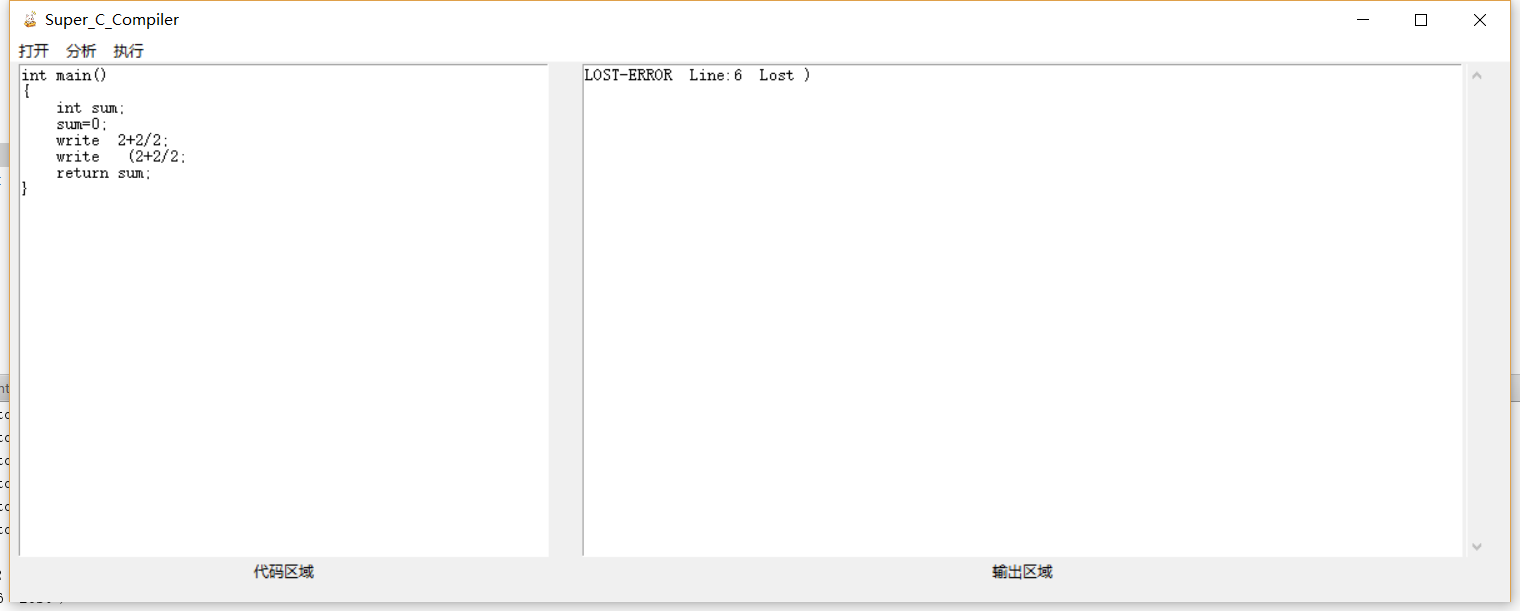 Super_C_Compiler
打开 分析 执行
int main()
{
    int sum;
    sum=0;
    write  2+2/2;
    write   (2+2/2;
    return sum;
}
LOST-ERROR  Line:6  Lost )
代码区域
输出区域